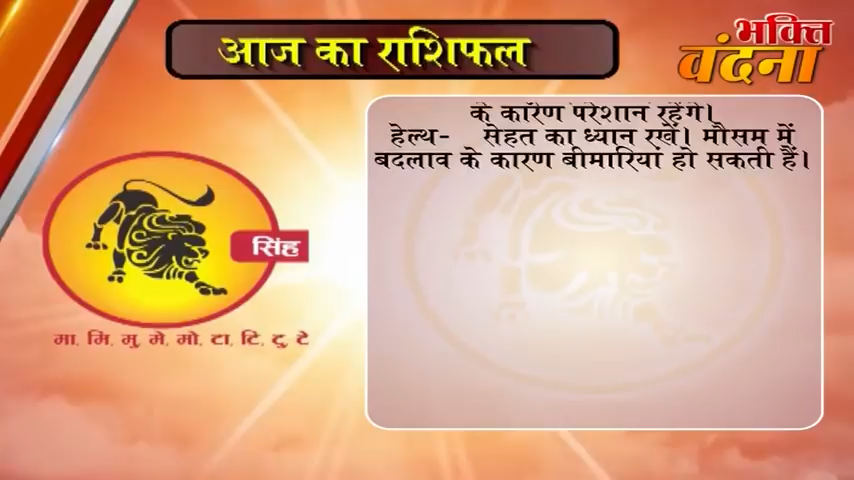 आज का राशिफल
भक्ति
वंदना
के कारण परेशान रहेंगे।
हेल्थ- सेहत का ध्यान रखें। मौसम में
बदलाव के कारण बीमारियां हो सकती हैं।
सिंह
मा, मि, मु, मे, मो, टा, टि, टु, टे